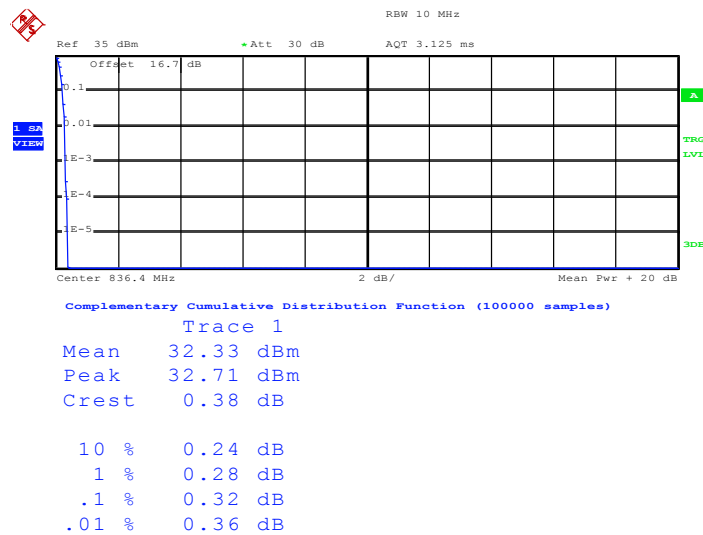 RBW 10 MHz
Ref 35 dBm * Att 30 dB AQT 3.125 ms
Offset 16.7 dB
0.1
A
0.01
1 SA
VIEW
TRG
LVL
1E-3
1E-4
1E-5
3DB
Center 836.4 MHz 2 dB/ Mean Pwr + 20 dB
Complementary Cumulative Distribution Function (100000 samples)
Trace 1
Mean 32.33 dBm
Peak 32.71 dBm
Crest 0.38 dB
10 % 0.24 dB
1 % 0.28 dB
.1 % 0.32 dB
.01 % 0.36 dB
R&S